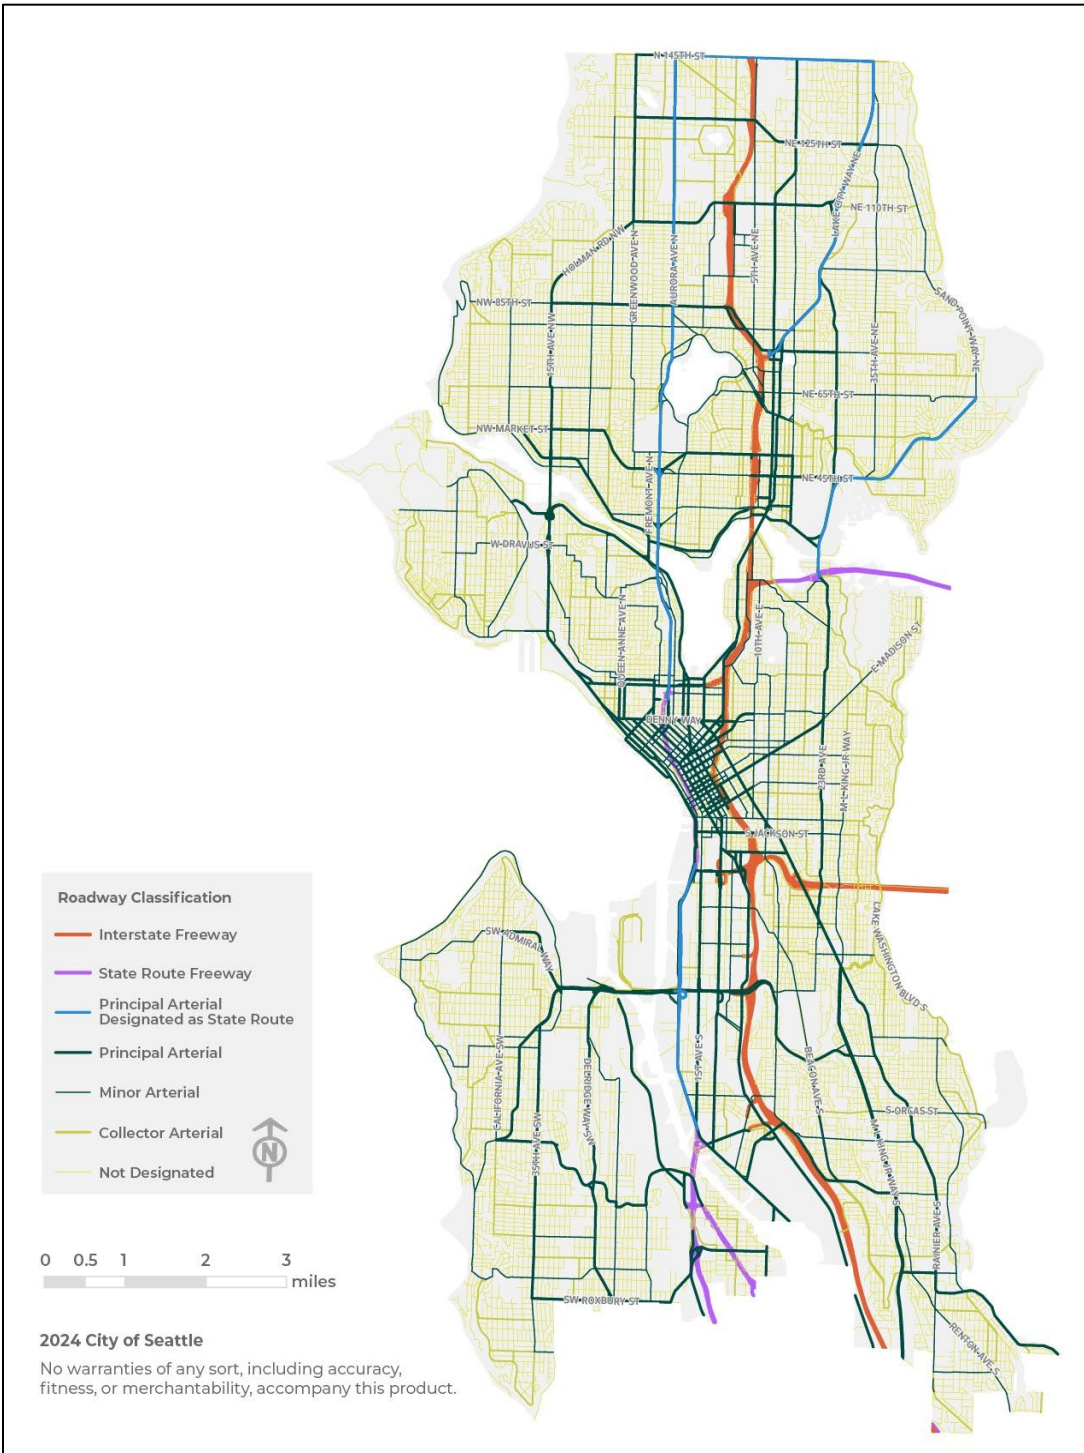 N 145TH ST
NE 125TH ST
LAKE CITY WAY NE
NE 110TH ST
HOLMAN RD NW
GREENWOOD AVE N
AURORA AVE N
5TH AVE NE
SAND POINT WAY NE
NW 85TH ST
15TH AVE NW
35TH AVE NE
NE 65TH ST
NW MARKET ST
NE 45TH ST
FREMONT AVE N
W DRAVUS ST
QUEEN ANNE AVE N
10TH AVE E
E MADISON ST
DENNY WAY
23RD AVE
M L KING JR WAY
S JACKSON ST
Roadway Classification
Interstate Freeway
State Route Freeway
Principal Arterial
Designated as State Route
Principal Arterial
Minor Arterial
Collector Arterial
Not Designated
N
SW ADMIRAL WAY
LAKE WASHINGTON BLVD S
CALIFORNIA AVE SW
35TH AVE SW
DELRIDGE WAY SW
1ST AVE S
BEACON AVE S
S ORCAS ST
M L KING JR WAY S
RAINIER AVE S
SW ROXBURY ST
RENTON AVE S
0 0.5 1 2 3
miles
2024 City of Seattle
No warranties of any sort, including accuracy,
fitness, or merchantability, accompany this product.